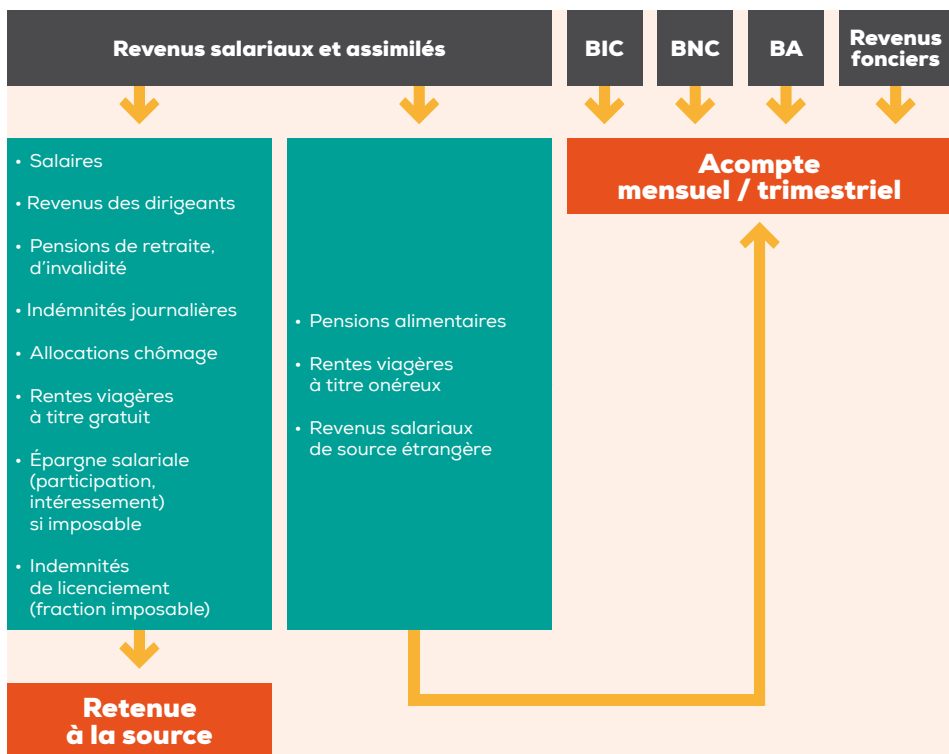 Revenus salariaux et assimilés
BIC
BNC
BA
Revenus
fonciers
• Salaires
• Revenus des dirigeants
• Pensions de retraite,
d'invalidité
• Indémnités journalières
• Allocations chômage
• Rentes viagères
à titre gratuit
• Épargne salariale
(participation,
intéressement)
si imposable
• Indemnités
de licenciement
(fraction imposable)
• Pensions alimentaires
• Rentes viagères
à titre onéreux
• Revenus salariaux
de source étrangère
Acompte
mensuel / trimestriel
Retenue
à la source